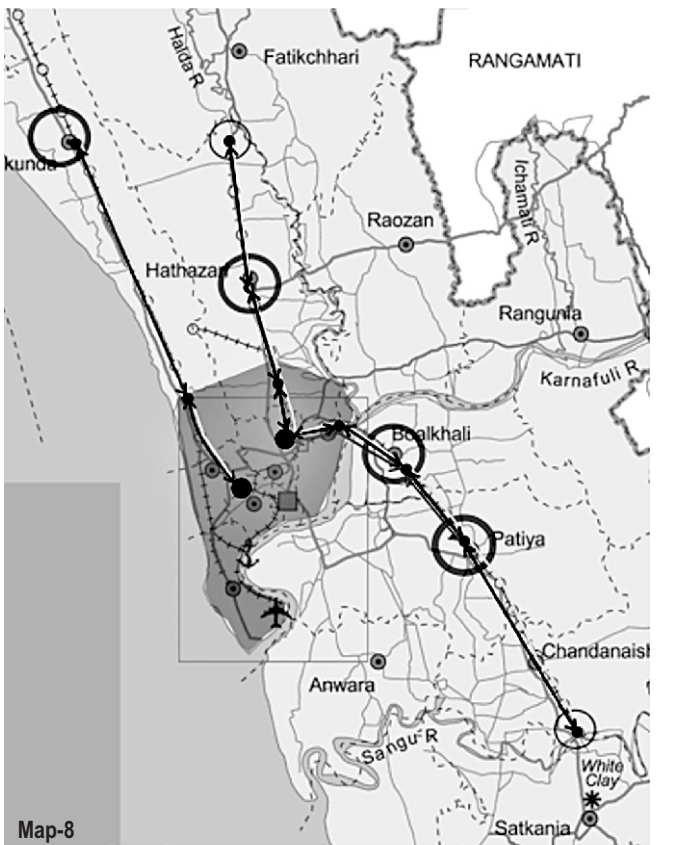 Halda R
Fatikchhari
RANGAMATI
kunda
Ichamati R
Raozan
Hathazari
Rangunia
Karnafuli R
Boalkhali
Patiya
Chandanaish
Anwara
Sangu R
White
Clay
Satkania
Map-8